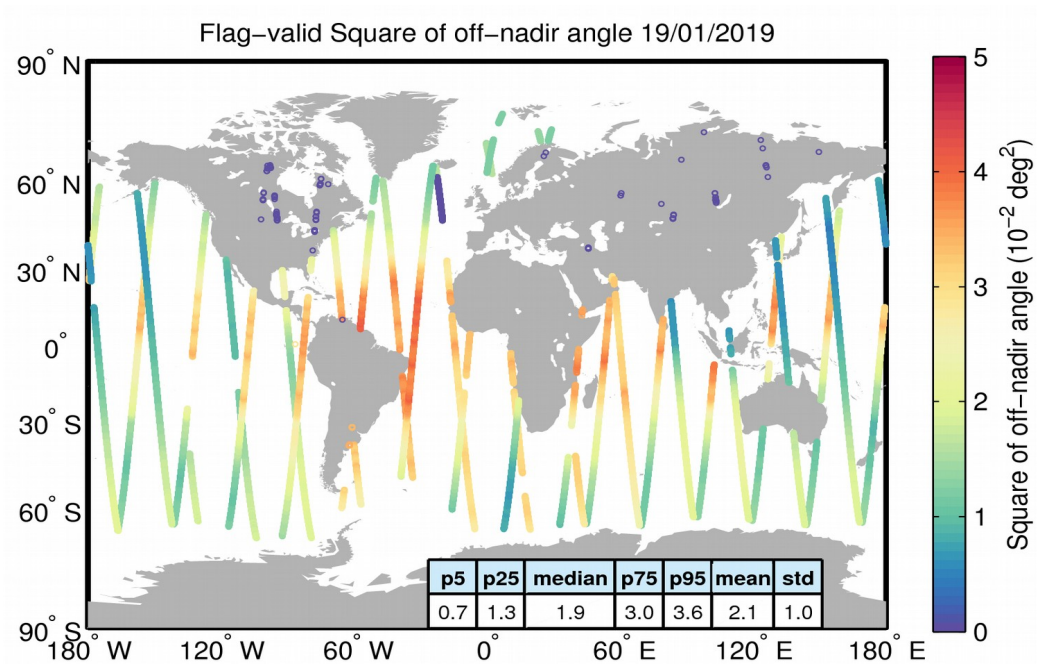 Flag−valid Square of off−nadir angle 19/01/2019
90° N
60° N
30° N
0°
30° S
60° S
90° S
180° W
120° W
60° W
0°
60° E
120° E
180° E
5
4
3
2
1
0
Square of off−nadir angle (10⁻² deg²)
p5 p25 median p75 p95 mean std
0.7 1.3 1.9 3.0 3.6 2.1 1.0